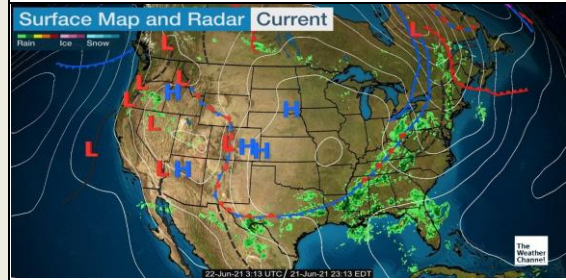 Surface Map and Radar Current
Rain Ice Snow
L
L
L
L
H
L
H
L
L
H
H
L
L
H
The
Weather
Channel
22-Jun-21 3:13 UTC / 21-Jun-21 23:13 EDT